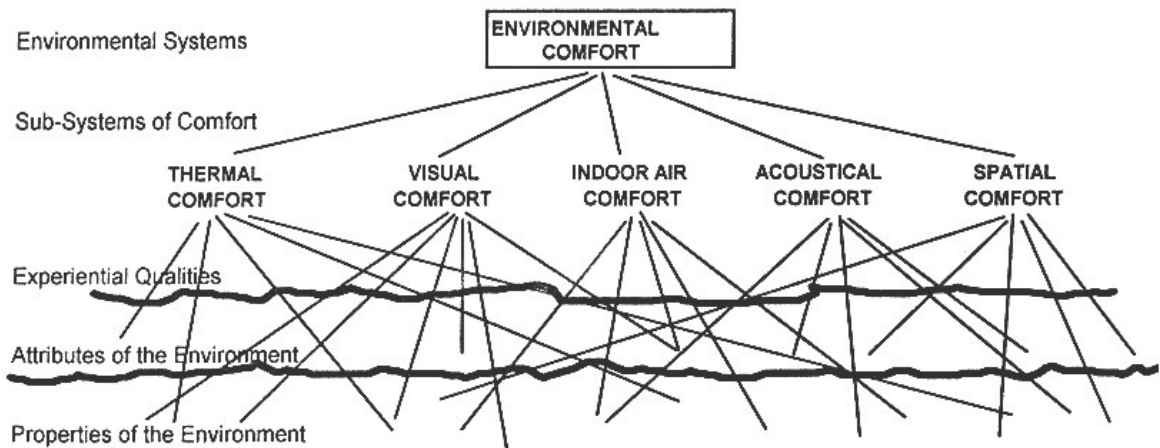 Environmental Systems
ENVIRONMENTAL
COMFORT
Sub-Systems of Comfort
THERMAL
COMFORT
VISUAL
COMFORT
INDOOR AIR
COMFORT
ACOUSTICAL
COMFORT
SPATIAL
COMFORT
Experiential Qualities
Attributes of the Environment
Properties of the Environment